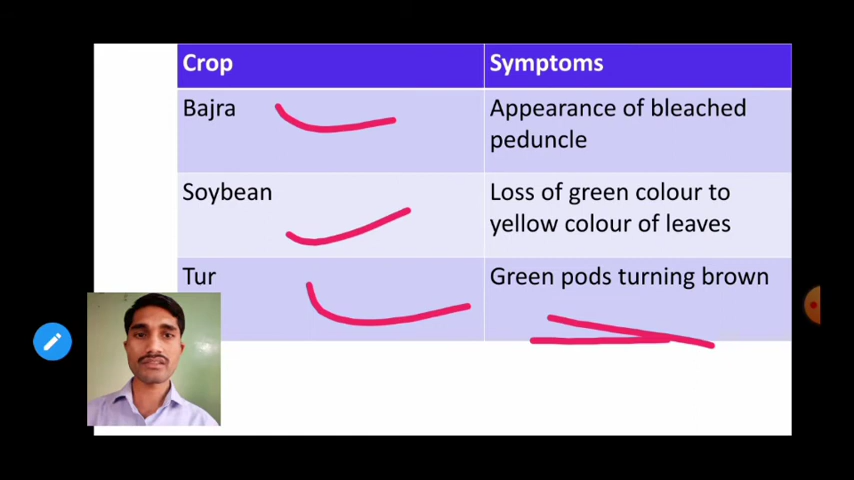 Crop Symptoms
Bajra Appearance of bleached
peduncle
Soybean Loss of green colour to
yellow colour of leaves
Tur Green pods turning brown